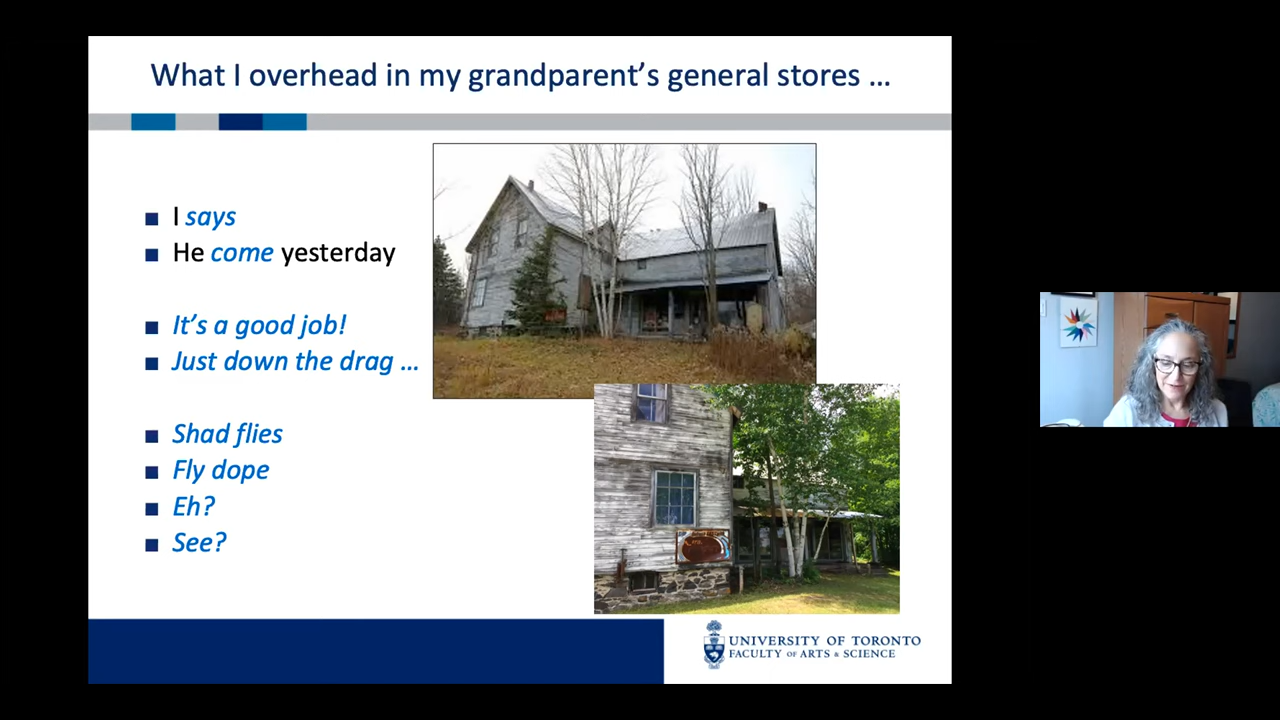 What I overhead in my grandparent's general stores …
I says
He come yesterday
It's a good job!
Just down the drag …
Shad flies
Fly dope
Eh?
See?
UNIVERSITY OF TORONTO
FACULTY OF ARTS & SCIENCE